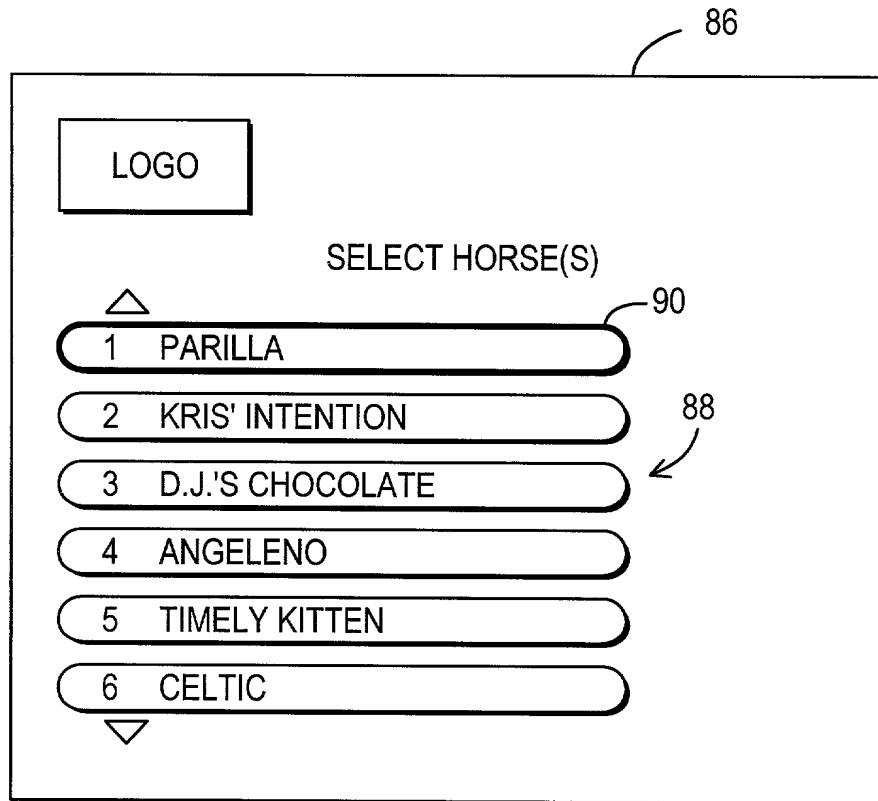 86
LOGO
SELECT HORSE(S)
90
1 PARILLA
2 KRIS' INTENTION
88
3 D.J.'S CHOCOLATE
4 ANGELENO
5 TIMELY KITTEN
6 CELTIC